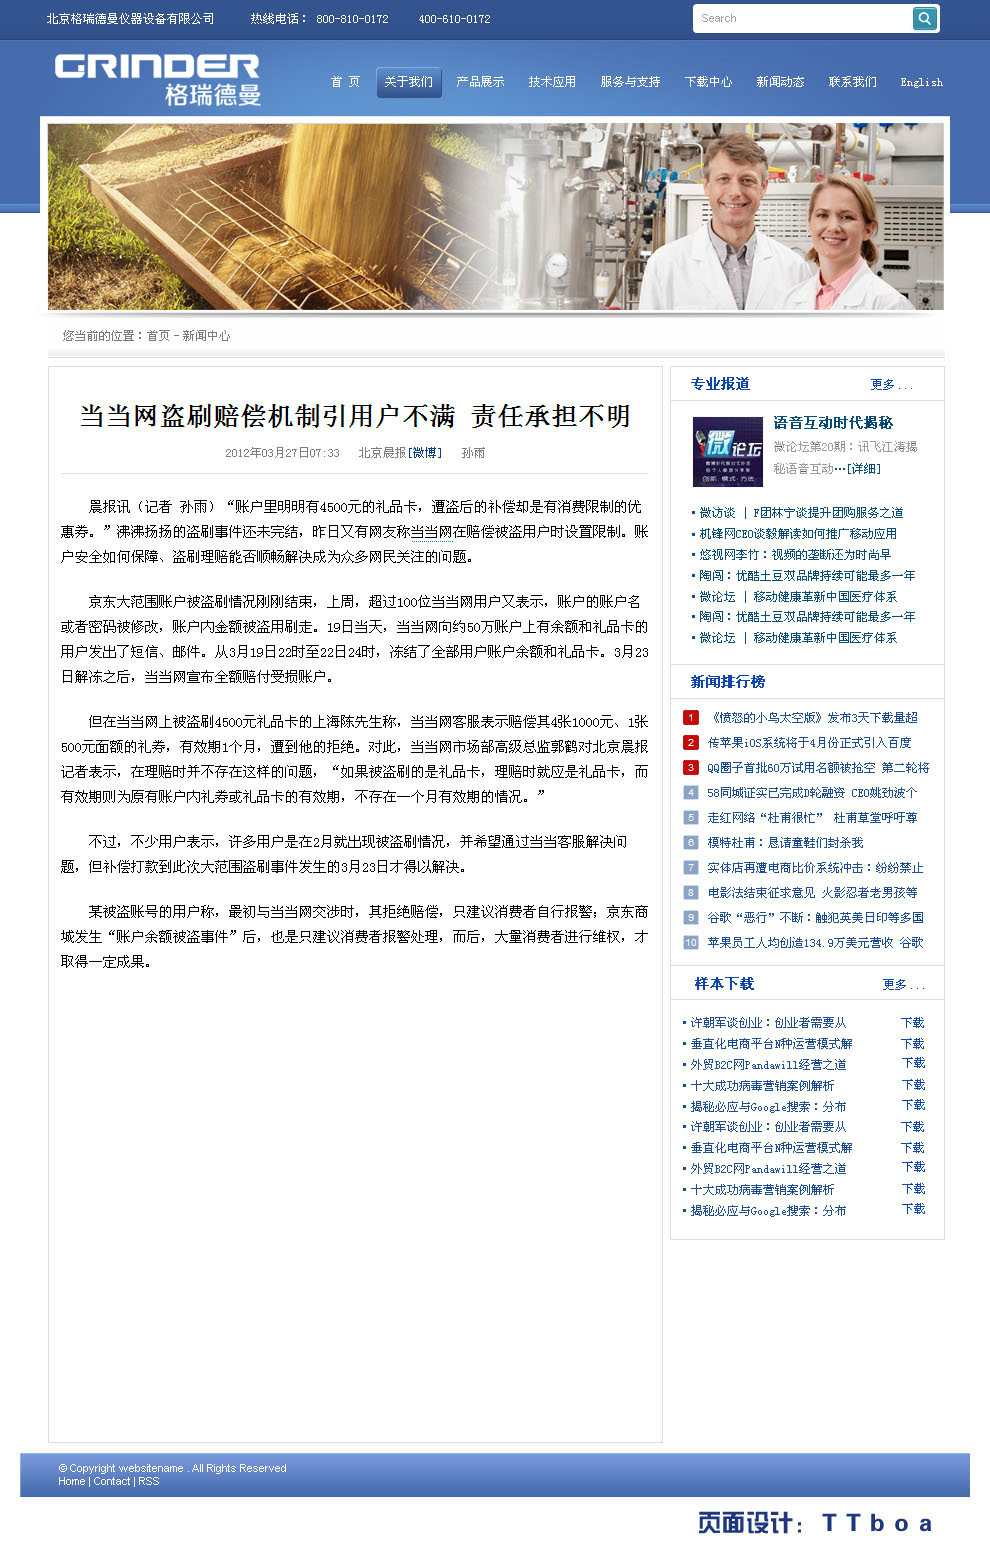 北京格瑞德曼仪器设备有限公司 热线电话： 800-810-0172 400-610-0172
Search
GRINDER
格瑞德曼
首 页 关于我们 产品展示 技术应用 服务与支持 下载中心 新闻动态 联系我们 English
您当前的位置：首页 - 新闻中心
当当网盗刷赔偿机制引用户不满 责任承担不明
2012年03月27日07:33 北京晨报[微博] 孙雨
晨报讯（记者 孙雨）“账户里明明有4500元的礼品卡，遭盗后的补偿却是有消费限制的优
惠券。”沸沸扬扬的盗刷事件还未完结，昨日又有网友称当当网在赔偿被盗用户时设置限制。账
户安全如何保障、盗刷理赔能否顺畅解决成为众多网民关注的问题。
京东大范围账户被盗刷情况刚刚结束，上周，超过100位当当网用户又表示，账户的账户名
或者密码被修改，账户内金额被盗用刷走。19日当天，当当网向约50万账户上有余额和礼品卡的
用户发出了短信、邮件。从3月19日22时至22日24时，冻结了全部用户账户余额和礼品卡。3月23
日解冻之后，当当网宣布全额赔付受损账户。
但在当当网上被盗刷4500元礼品卡的上海陈先生称，当当网客服表示赔偿其4张1000元、1张
500元面额的礼券，有效期1个月，遭到他的拒绝。对此，当当网市场部高级总监郭鹤对北京晨报
记者表示，在理赔时并不存在这样的问题，“如果被盗刷的是礼品卡，理赔时就应是礼品卡，而
有效期则为原有账户内礼券或礼品卡的有效期，不存在一个月有效期的情况。”
不过，不少用户表示，许多用户是在2月就出现被盗刷情况，并希望通过当当客服解决问
题，但补偿打款到此次大范围盗刷事件发生的3月23日才得以解决。
某被盗账号的用户称，最初与当当网交涉时，其拒绝赔偿，只建议消费者自行报警；京东商
城发生“账户余额被盗事件”后，也是只建议消费者报警处理，而后，大量消费者进行维权，才
取得一定成果。
专业报道 更多...
微论坛
创新 模式 方法
语音互动时代揭秘
微论坛第20期：讯飞江涛揭
秘语音互动…[详细]
微访谈 | F团林宁谈提升团购服务之道
机锋网CEO谈毅解读如何推广移动应用
悠视网李竹：视频的垄断还为时尚早
陶闯：优酷土豆双品牌持续可能最多一年
微论坛 | 移动健康革新中国医疗体系
陶闯：优酷土豆双品牌持续可能最多一年
微论坛 | 移动健康革新中国医疗体系
新闻排行榜
1 《愤怒的小鸟太空版》发布3天下载量超
2 传苹果iOS系统将于4月份正式引入百度
3 QQ圈子首批60万试用名额被抢空 第二轮将
4 58同城证实已完成D轮融资 CEO姚劲波个
5 走红网络“杜甫很忙” 杜甫草堂呼吁尊
6 模特杜甫：恳请童鞋们封杀我
7 实体店再遭电商比价系统冲击：纷纷禁止
8 电影法结束征求意见 火影忍者老男孩等
9 谷歌“恶行”不断：触犯英美日印等多国
10 苹果员工人均创造134.9万美元营收 谷歌
样本下载 更多...
许朝军谈创业：创业者需要从 下载
垂直化电商平台N种运营模式解 下载
外贸B2C网Pandawill经营之道 下载
十大成功病毒营销案例解析 下载
揭秘必应与Google搜索：分布 下载
许朝军谈创业：创业者需要从 下载
垂直化电商平台N种运营模式解 下载
外贸B2C网Pandawill经营之道 下载
十大成功病毒营销案例解析 下载
揭秘必应与Google搜索：分布 下载
© Copyright websitename . All Rights Reserved
Home | Contact | RSS
页面设计：TTboa